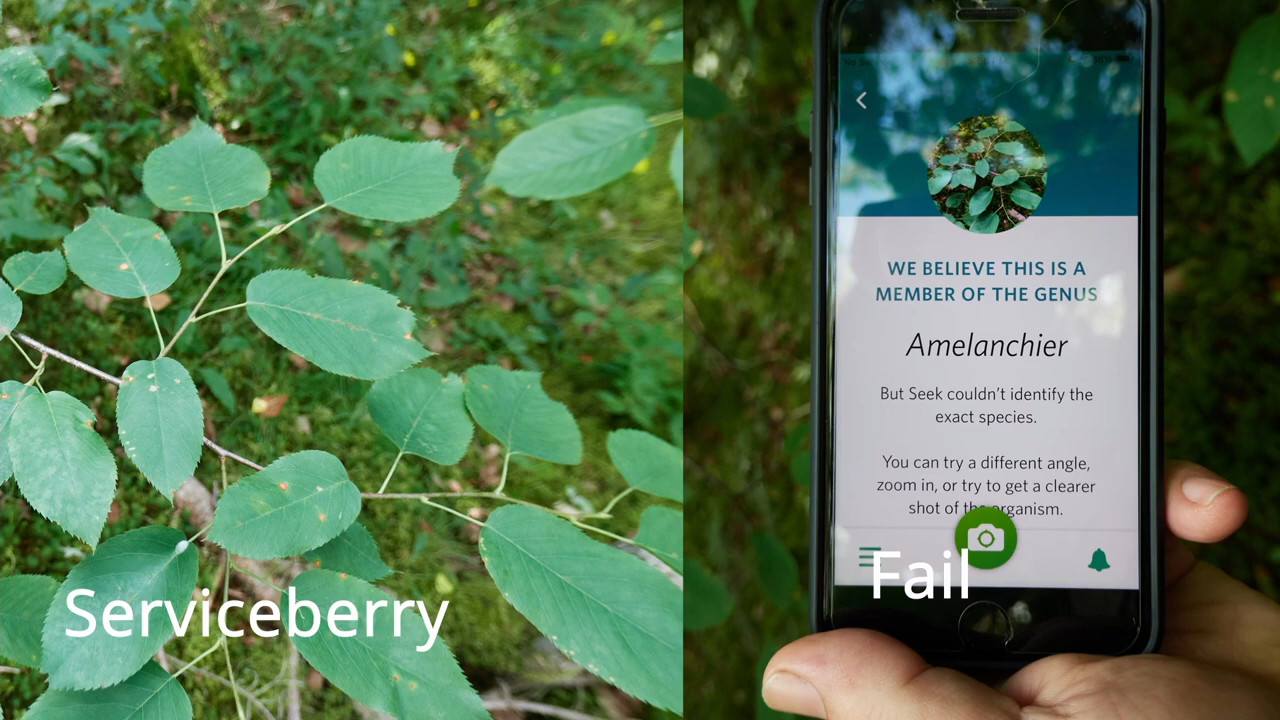 Serviceberry
WE BELIEVE THIS IS A
MEMBER OF THE GENUS
Amelanchier
But Seek couldn't identify the
exact species.
You can try a different angle,
zoom in, or try to get a clearer
shot of the organism.
Fail